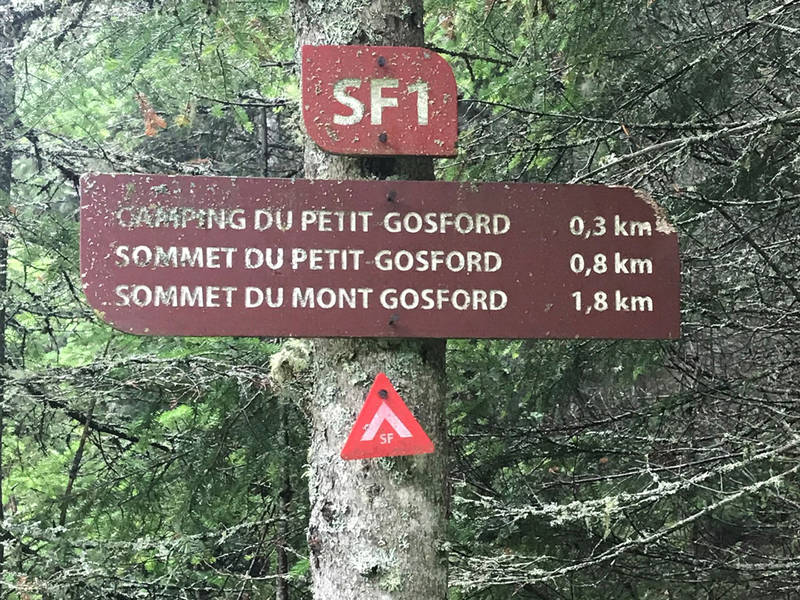 SF1
CAMPING DU PETIT GOSFORD 0,3 km
SOMMET DU PETIT GOSFORD 0,8 km
SOMMET DU MONT GOSFORD 1,8 km
SF